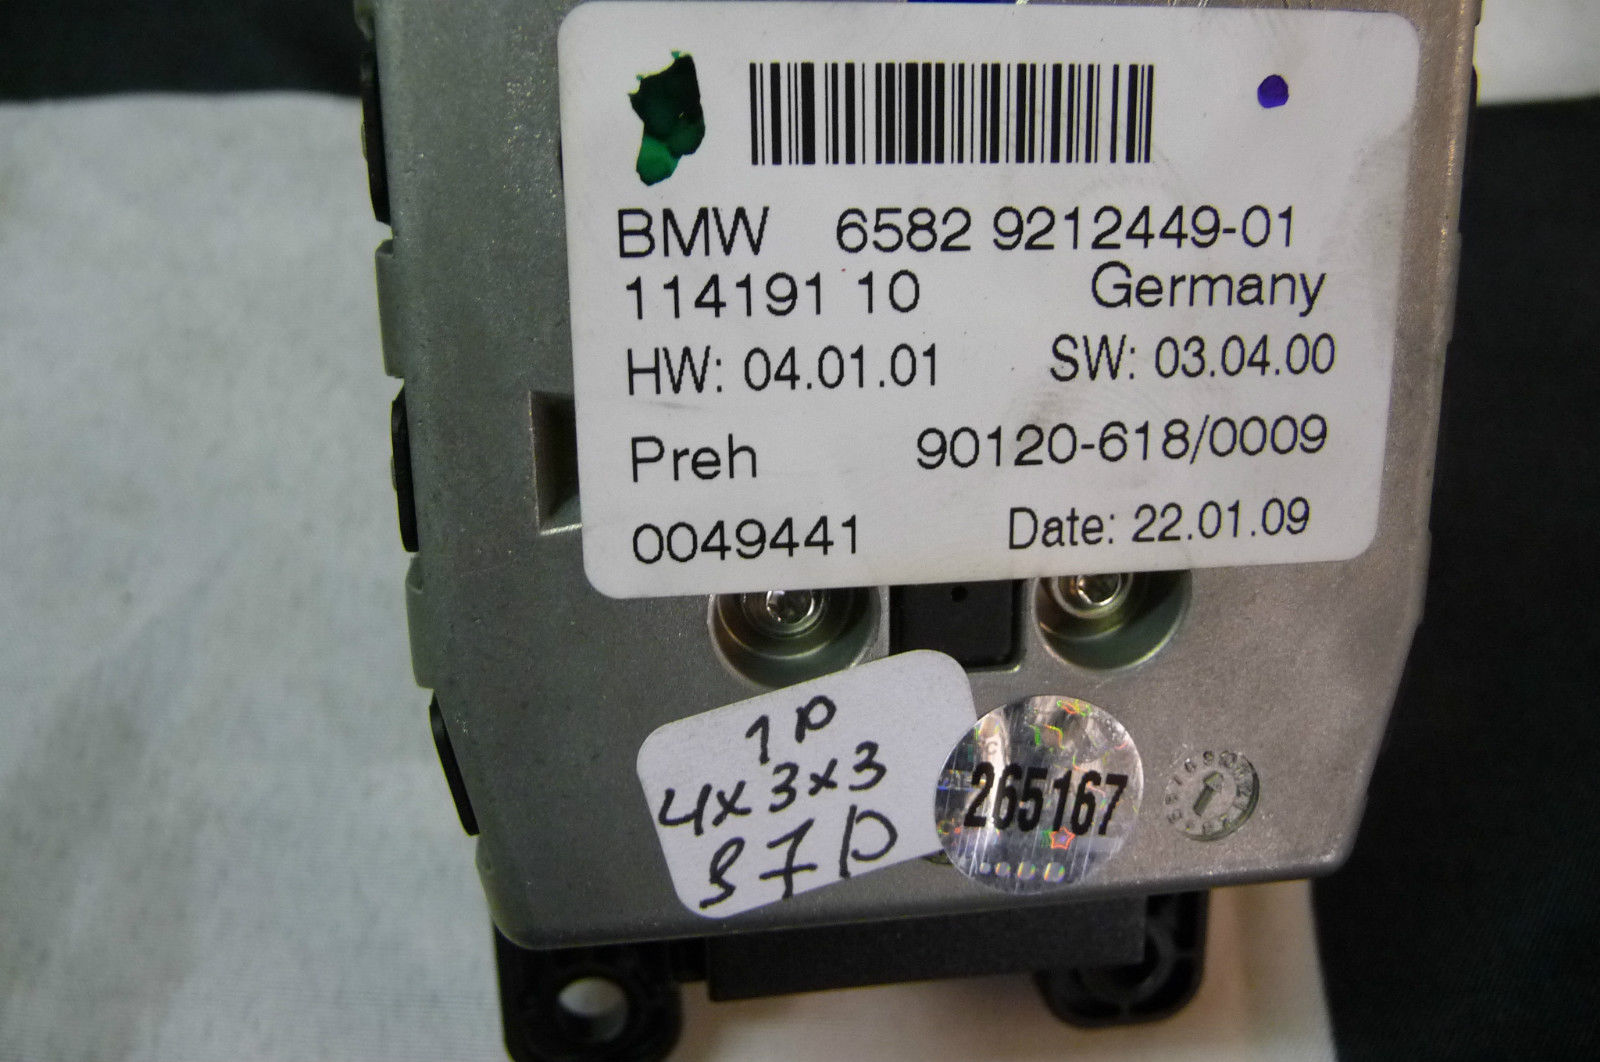 BMW 6582 9212449-01
114191 10 Germany
HW: 04.01.01 SW: 03.04.00
Preh 90120-618/0009
0049441 Date: 22.01.09
1p
4x3x3
37p
265167